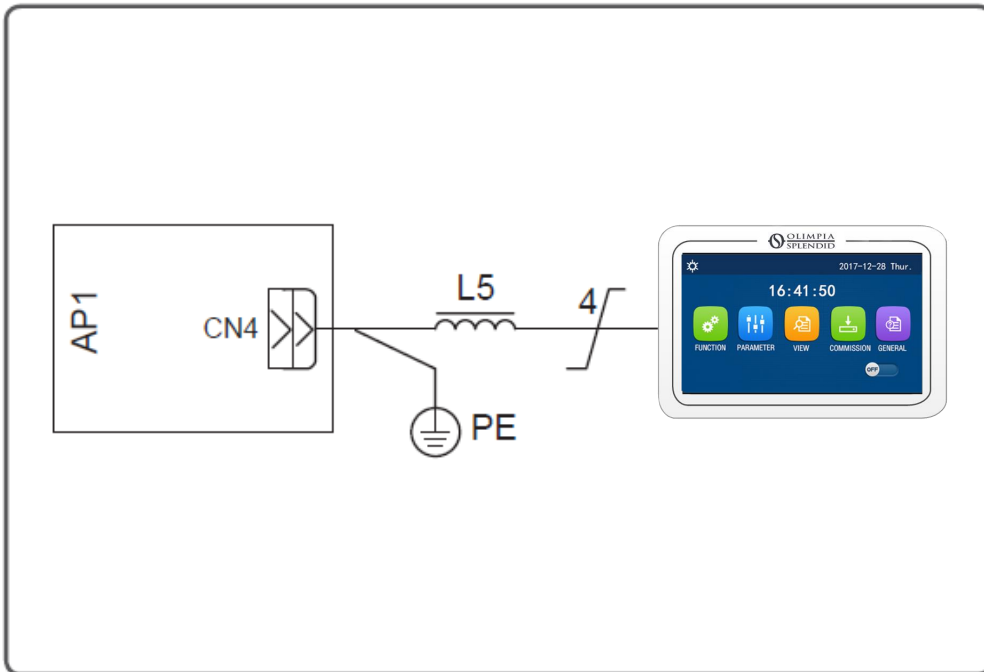 AP1
CN4
L5
PE
4
OLIMPIA
SPLENDID
2017-12-28 Thur.
16:41:50
FUNCTION PARAMETER VIEW COMMISSION GENERAL
OFF